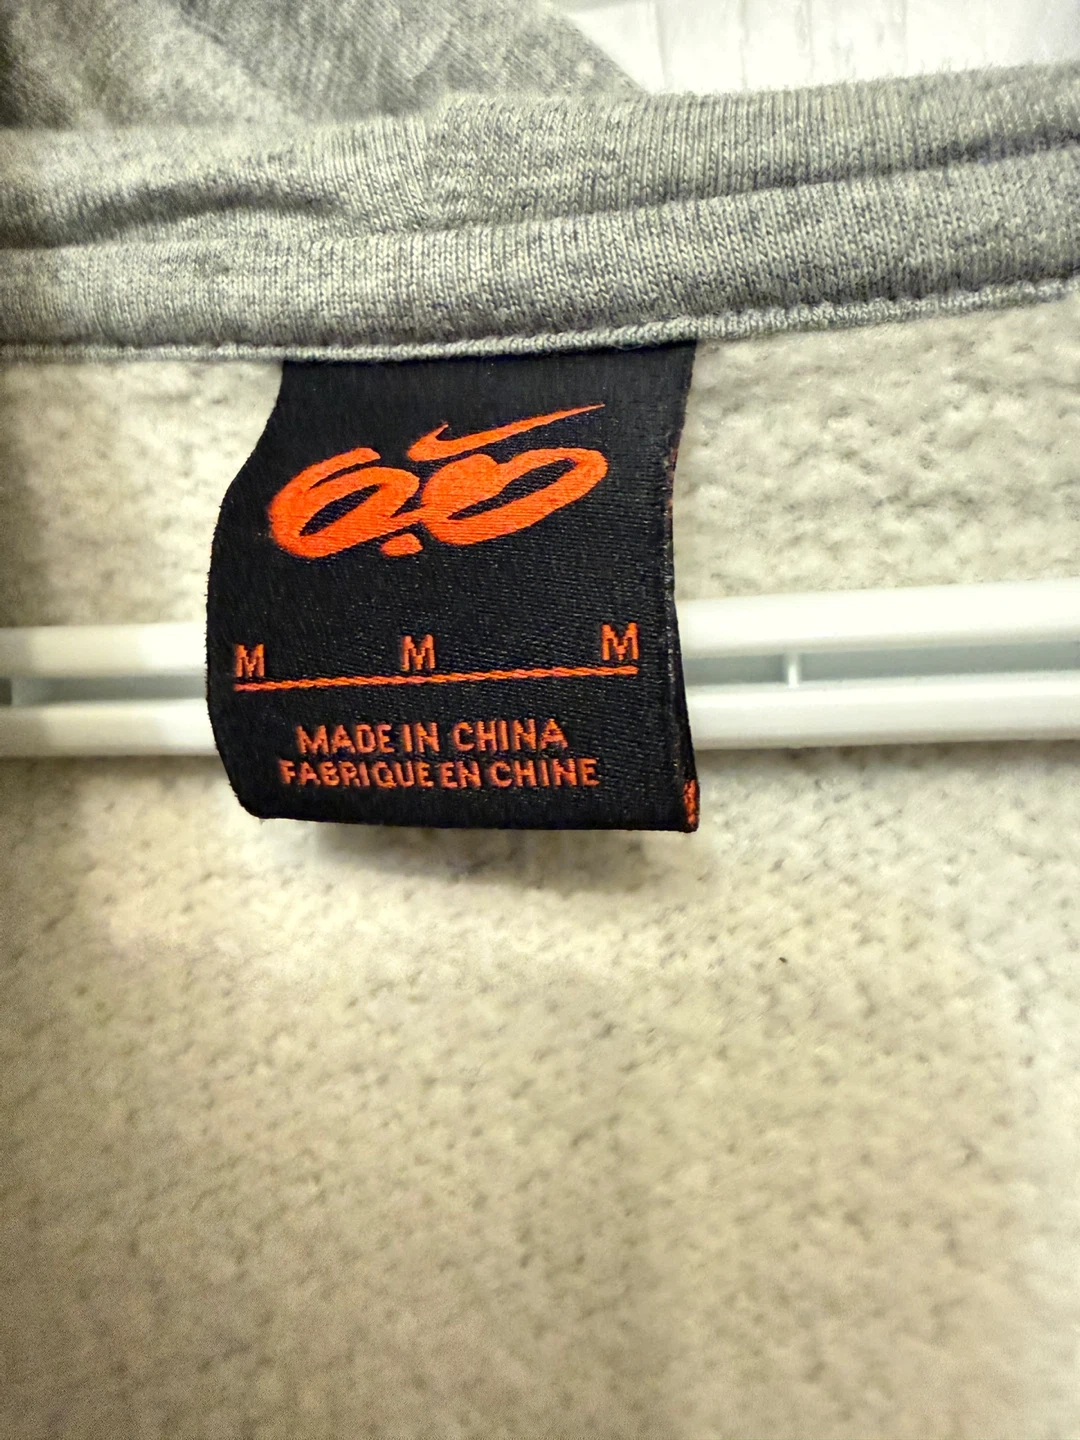 6.0
M M M
MADE IN CHINA
FABRIQUE EN CHINE